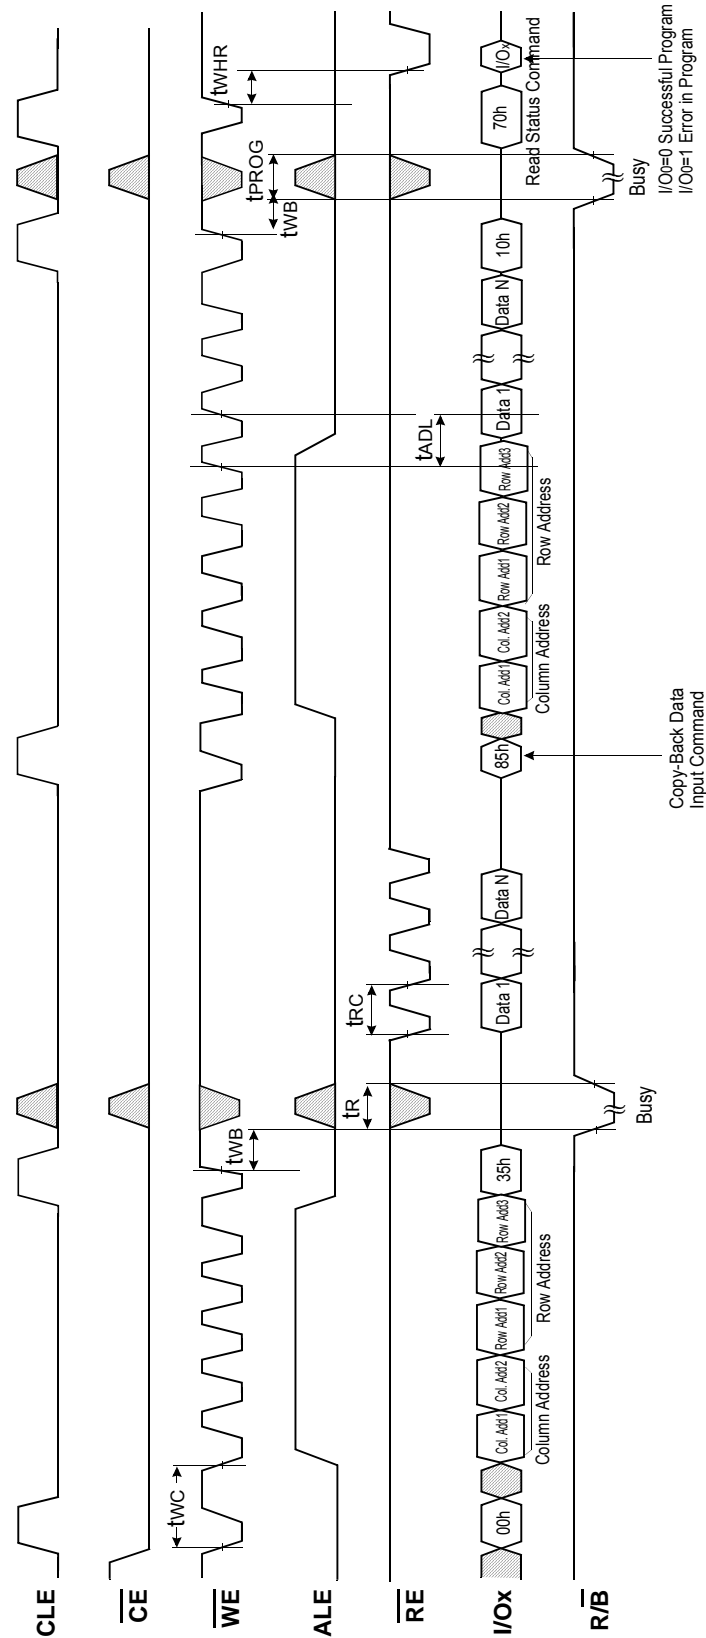 CLE
CE
WE
tWC
tWB
tWB
tPROG
tWHR
ALE
tADL
RE
tR
tRC
I/Ox
00h
Col. Add1
Col. Add2
Row Add1
Row Add2
Row Add3
35h
Data 1
Data N
85h
Col. Add1
Col. Add2
Row Add1
Row Add2
Row Add3
Data 1
Data N
10h
70h
I/Ox
Column Address
Row Address
Column Address
Row Address
Read Status Command
R/B
Busy
Busy
Copy-Back Data
Input Command
I/O0=0 Successful Program
I/O0=1 Error in Program